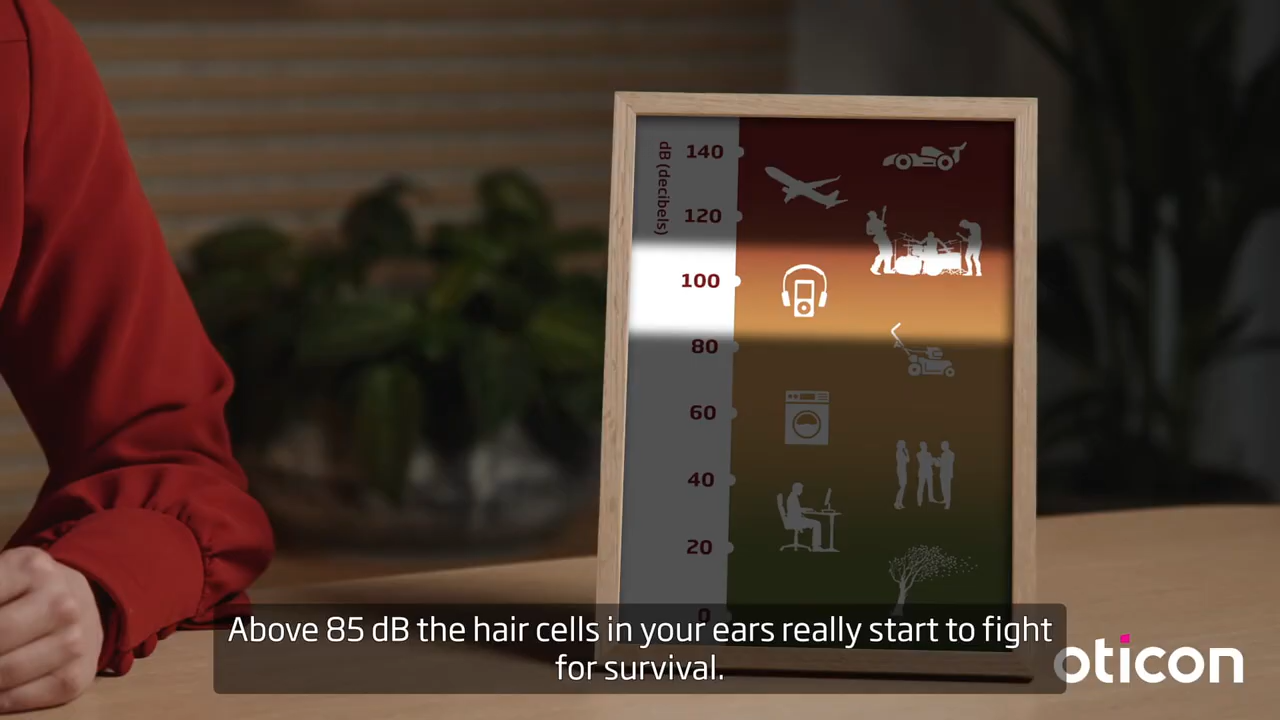 dB (decibels)
140
120
100
80
60
40
20
0
Above 85 dB the hair cells in your ears really start to fight
for survival.
oticon